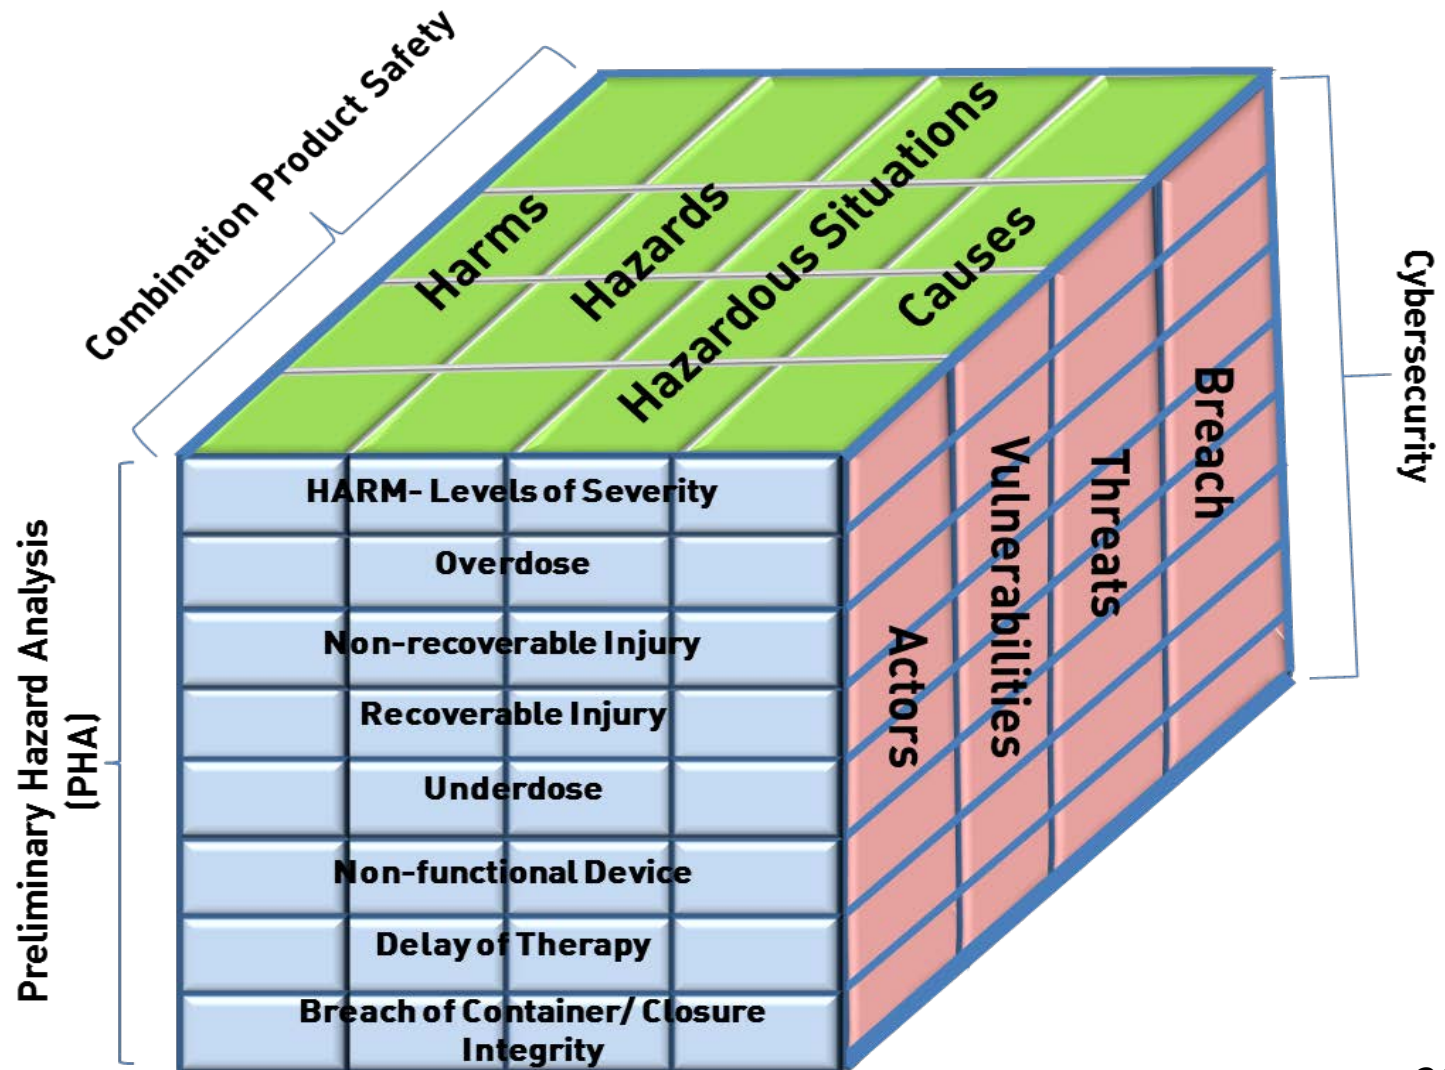 Combination Product Safety
Harms
Hazards
Hazardous Situations
Causes
Preliminary Hazard Analysis
(PHA)
HARM- Levels of Severity
Overdose
Non-recoverable Injury
Recoverable Injury
Underdose
Non-functional Device
Delay of Therapy
Breach of Container/ Closure
Integrity
Actors
Vulnerabilities
Threats
Breach
Cybersecurity